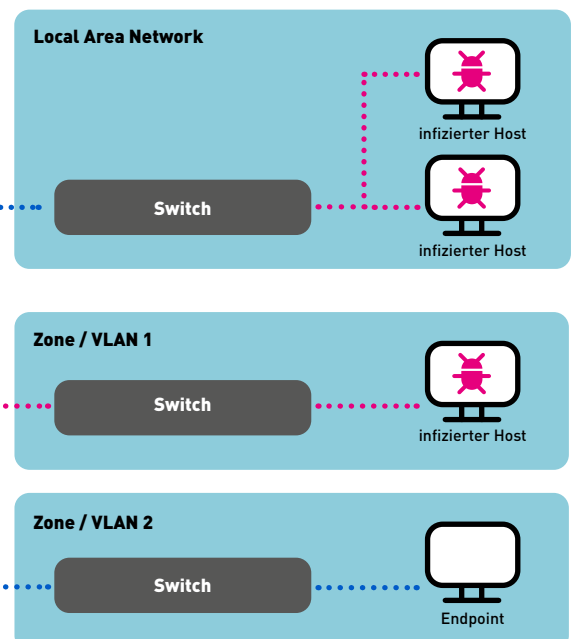 Local Area Network
infizierter Host
Switch
infizierter Host
Zone / VLAN 1
Switch
infizierter Host
Zone / VLAN 2
Switch
Endpoint